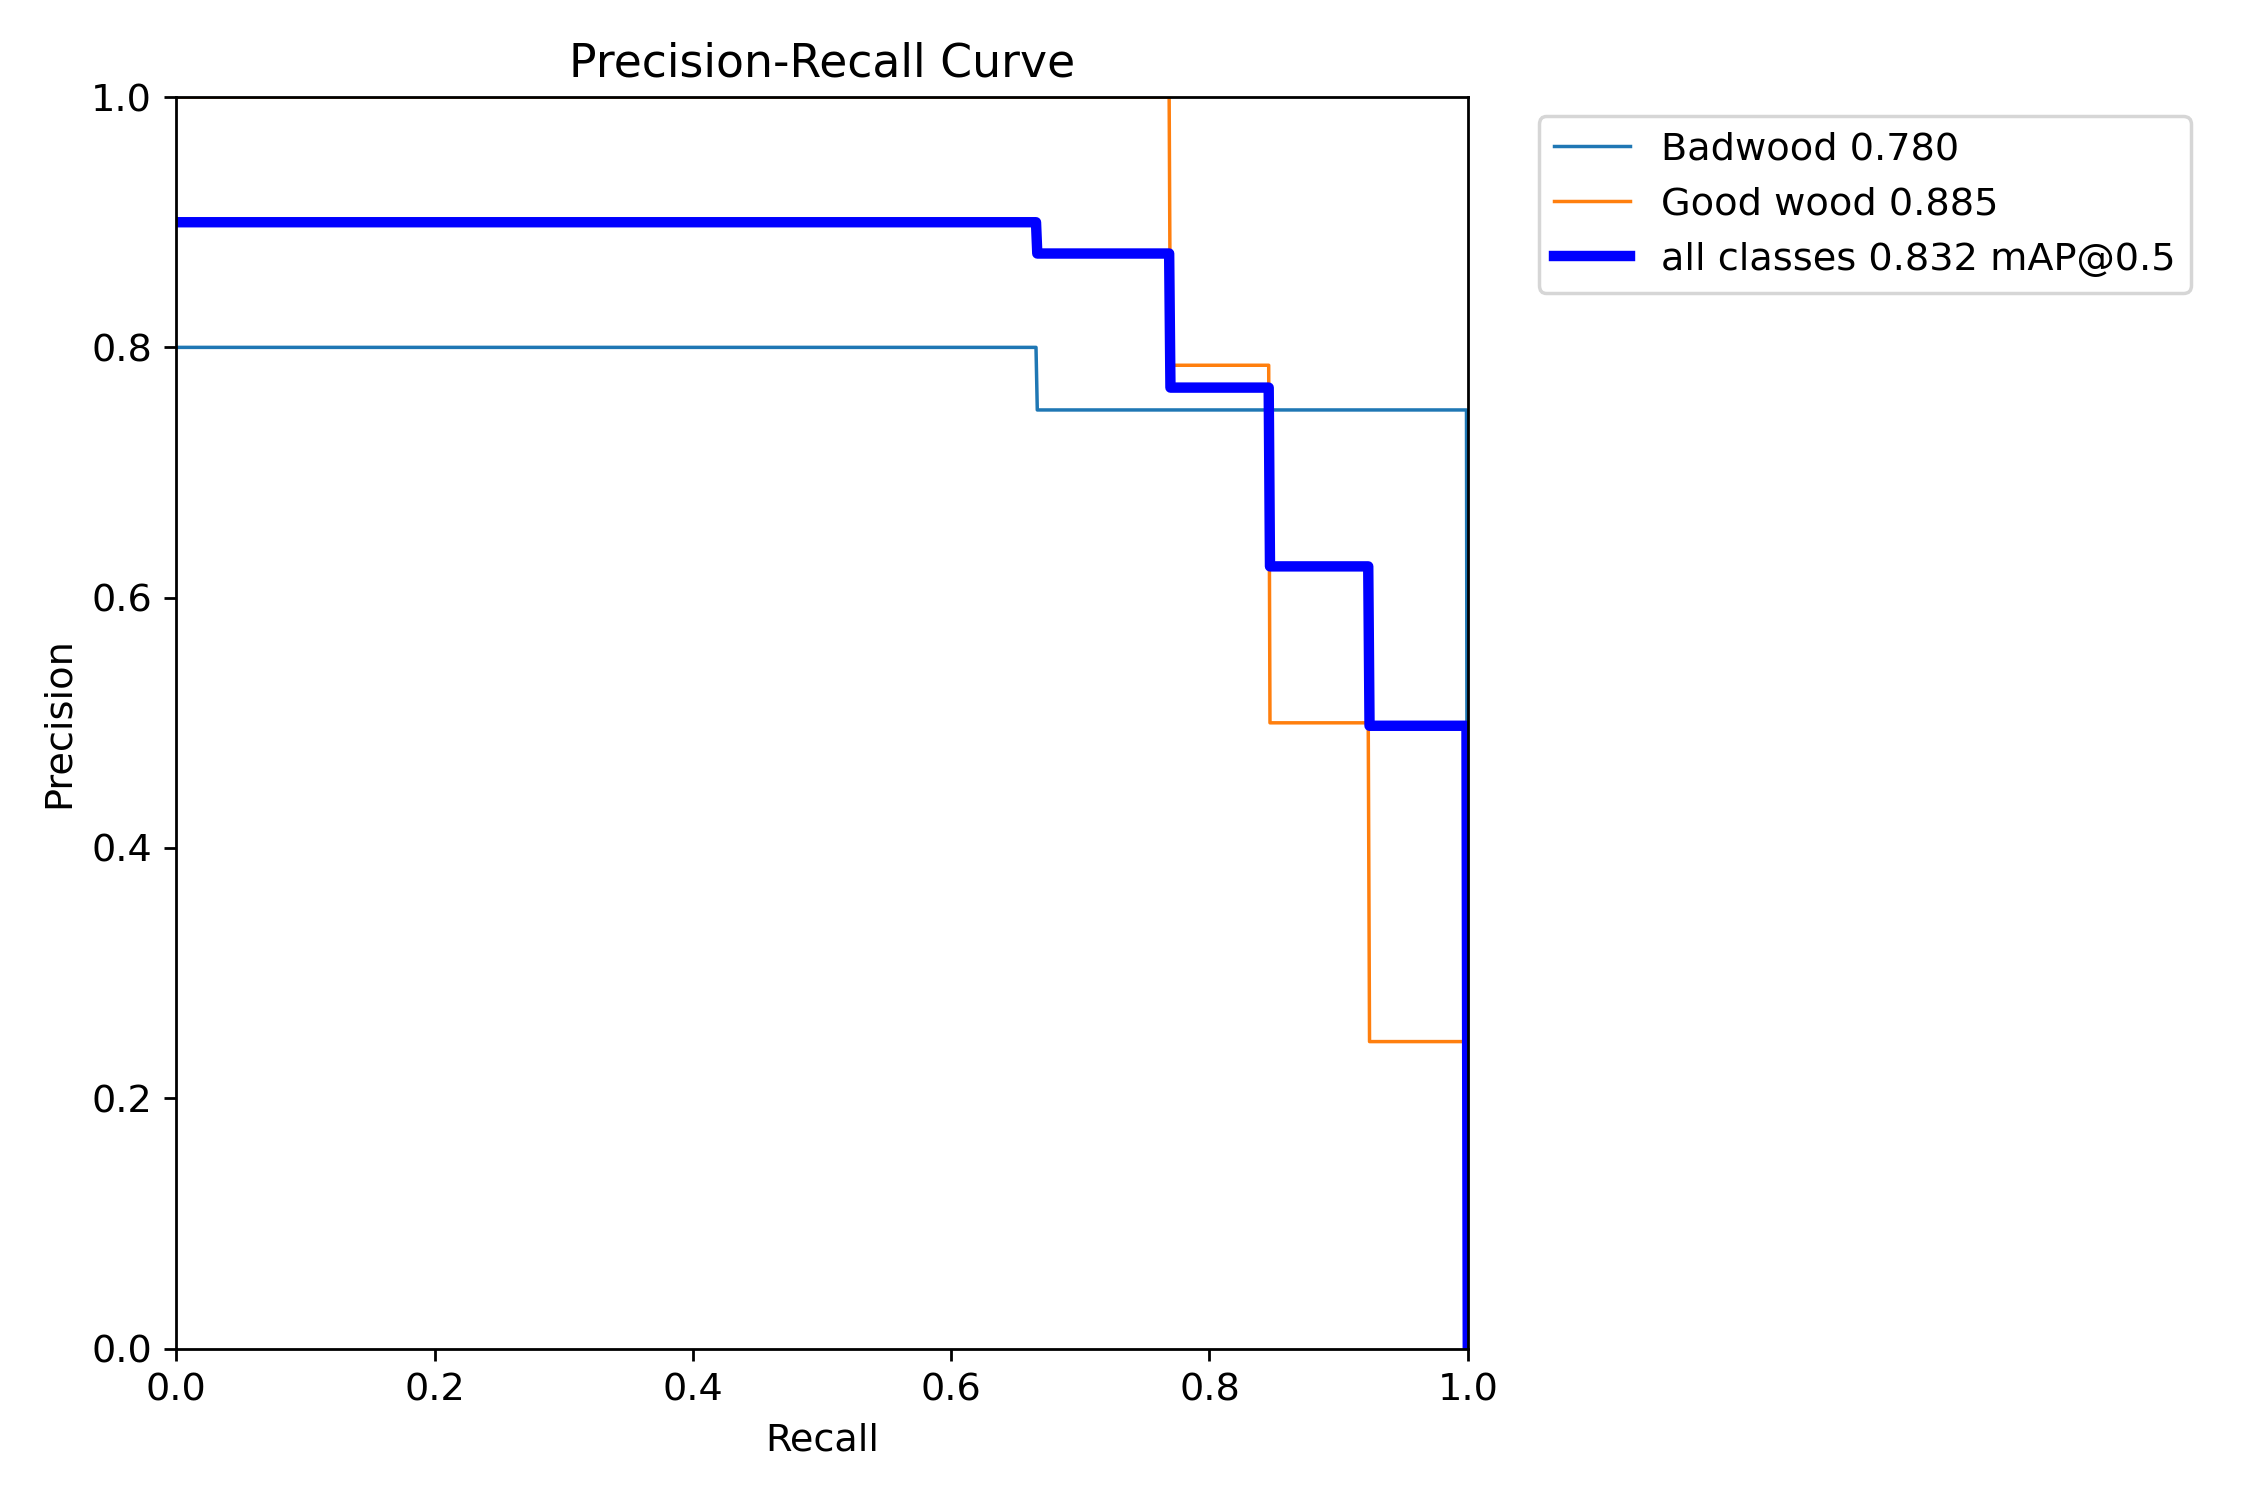 Precision-Recall Curve
1.0
0.8
0.6
0.4
0.2
0.0
Precision
0.0 0.2 0.4 0.6 0.8 1.0
Recall
Badwood 0.780
Good wood 0.885
all classes 0.832 mAP@0.5